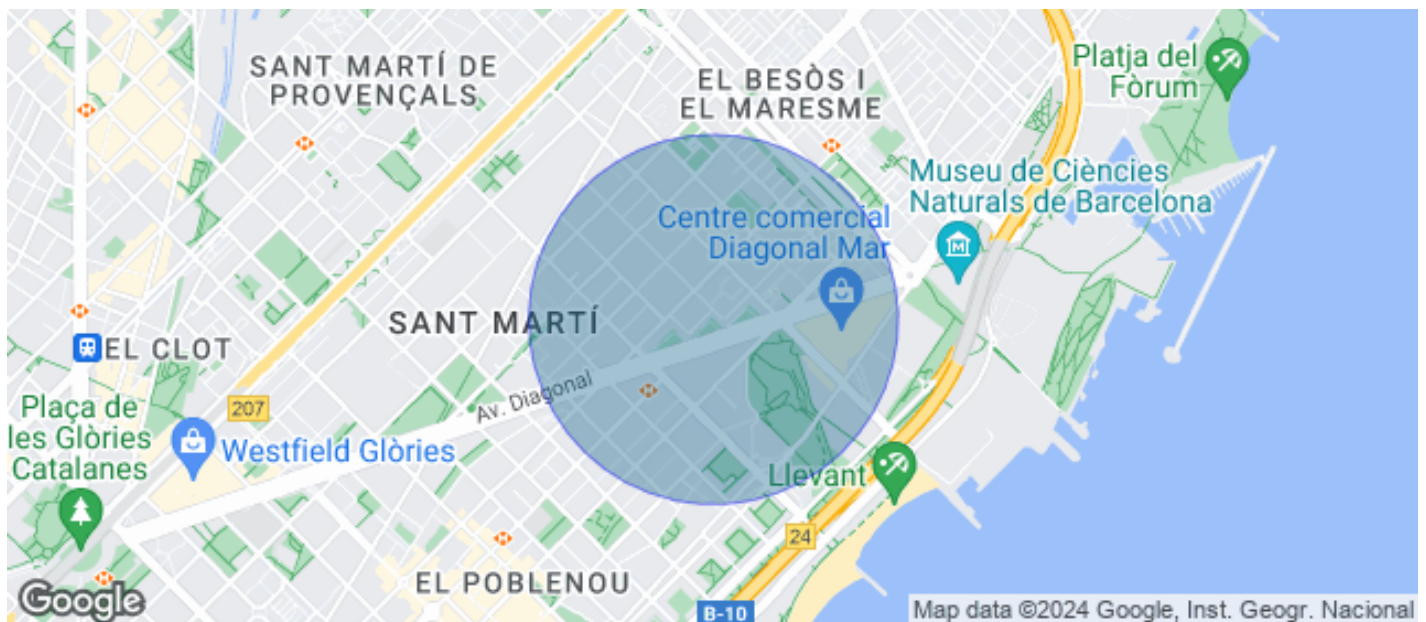 SANT MARTÍ DE
PROVENÇALS
EL BESÒS I
EL MARESME
Platja del
Fòrum
Museu de Ciències
Naturals de Barcelona
Centre comercial
Diagonal Mar
SANT MARTÍ
EL CLOT
Av. Diagonal
207
Plaça de
les Glòries
Catalanes
Westfield Glòries
Llevant
24
EL POBLENOU
B-10
Google
Map data ©2024 Google, Inst. Geogr. Nacional